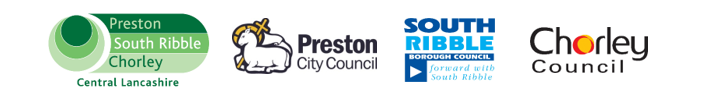 Preston
South Ribble
Chorley
Central Lancashire
Preston
City Council
SOUTH
RIBBLE
BOROUGH COUNCIL
forward with
South Ribble
Chorley
Council